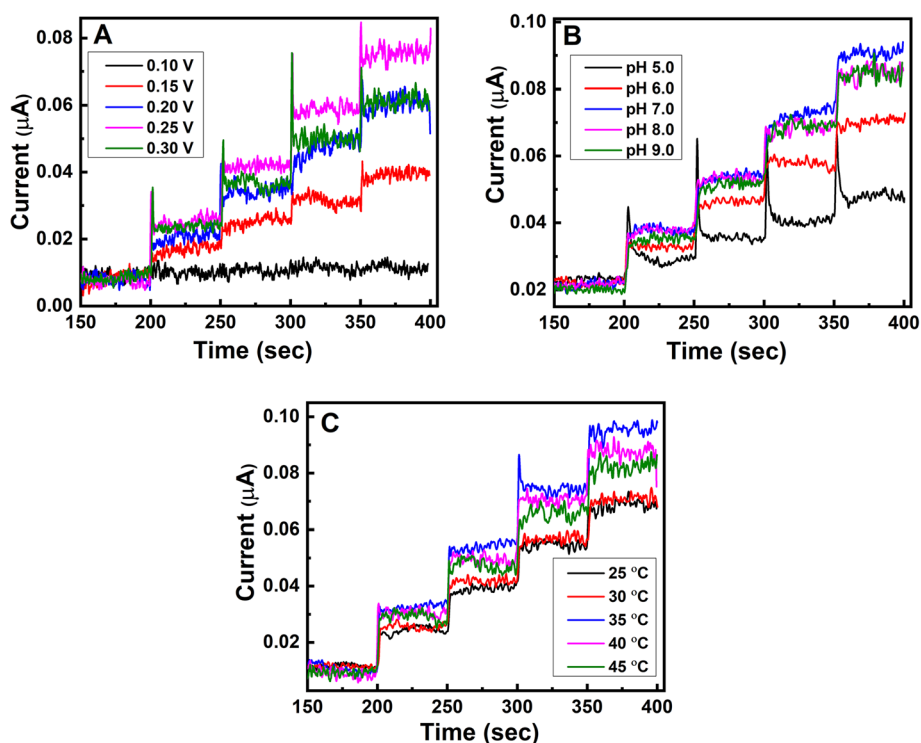 A
0.10 V
0.15 V
0.20 V
0.25 V
0.30 V
Current (μA)
0.08
0.06
0.04
0.02
0.00
150 200 250 300 350 400
Time (sec)
B
pH 5.0
pH 6.0
pH 7.0
pH 8.0
pH 9.0
Current (μA)
0.10
0.08
0.06
0.04
0.02
150 200 250 300 350 400
Time (sec)
C
Current (μA)
0.10
0.08
0.06
0.04
0.02
25 °C
30 °C
35 °C
40 °C
45 °C
150 200 250 300 350 400
Time (sec)